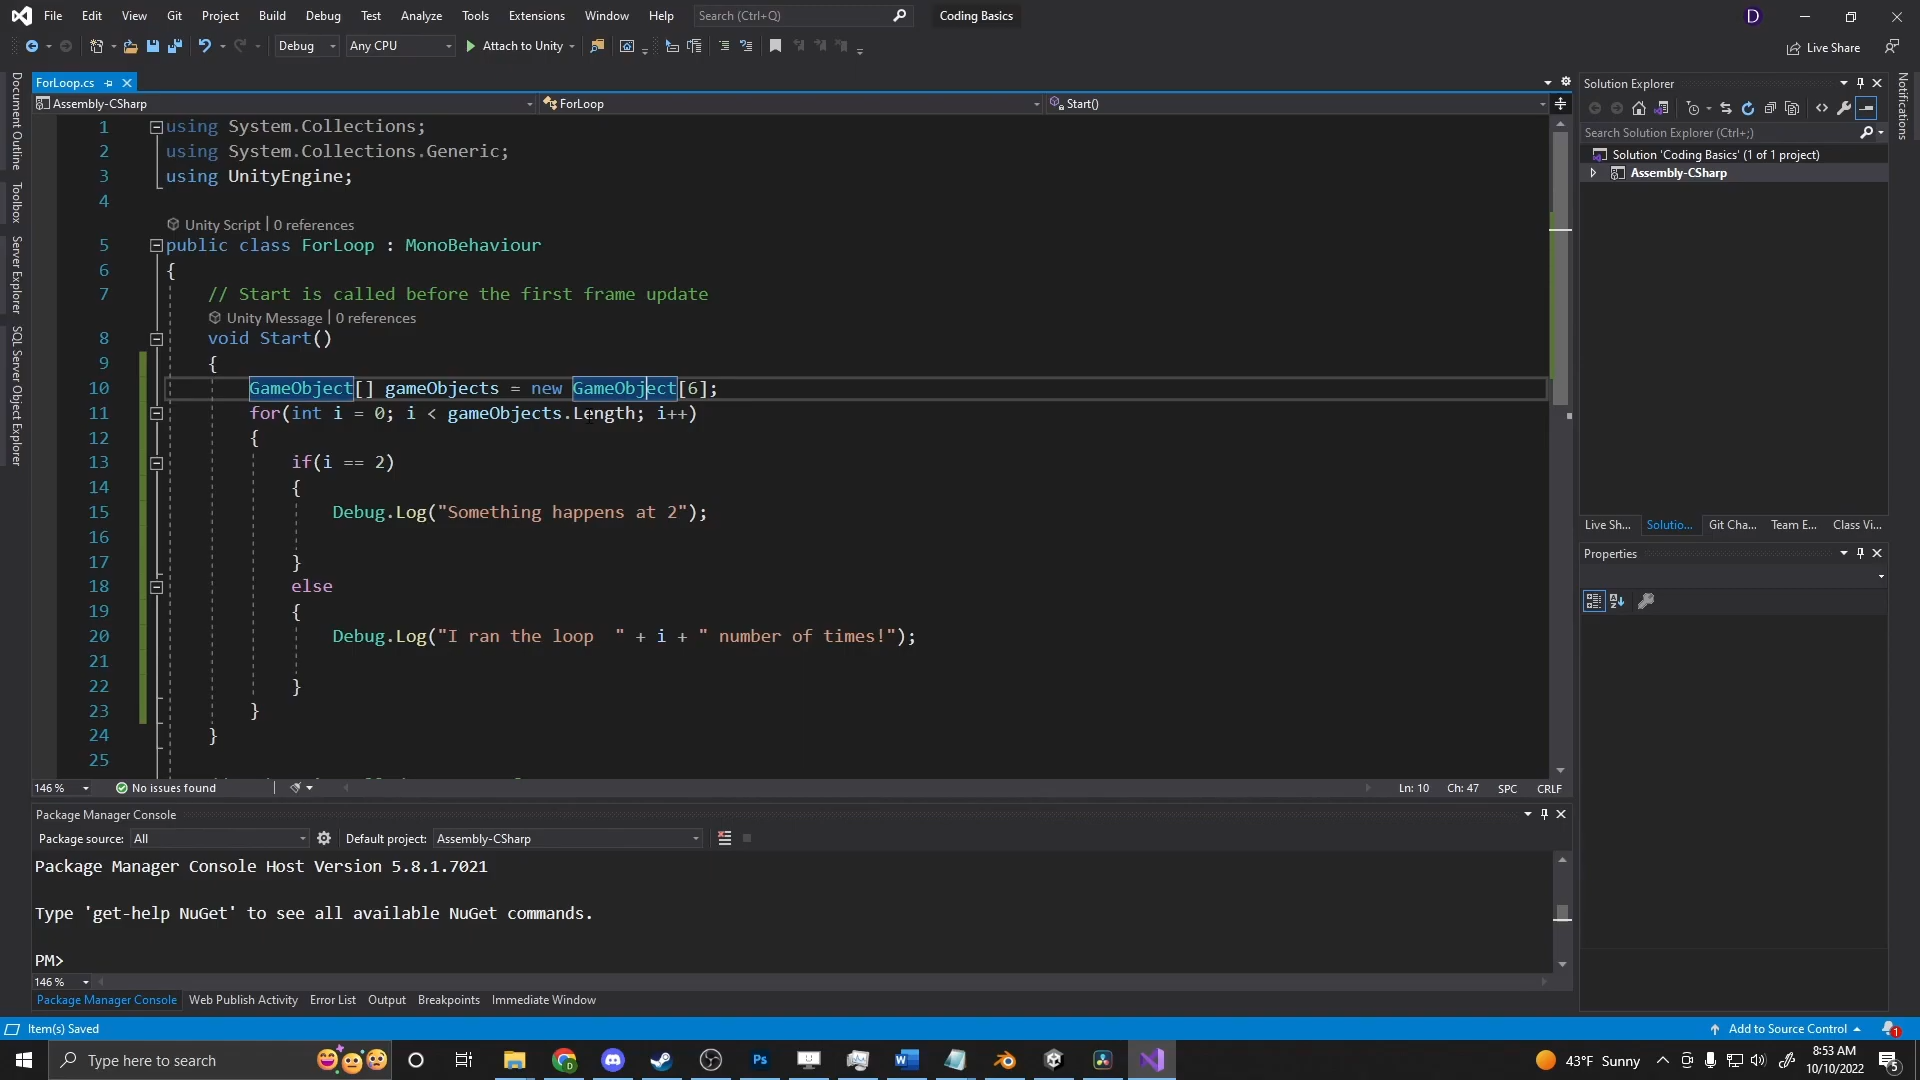 File Edit View Git Project Build Debug Test Analyze Tools Extensions Window Help Search (Ctrl+Q) Coding Basics D
Debug Any CPU Attach to Unity Live Share
ForLoop.cs
Assembly-CSharp ForLoop Start()
Document Outline
Toolbox
Server Explorer
SQL Server Object Explorer
1 using System.Collections;
2 using System.Collections.Generic;
3 using UnityEngine;
4
Unity Script | 0 references
5 public class ForLoop : MonoBehaviour
6 {
7 // Start is called before the first frame update
Unity Message | 0 references
8 void Start()
9 {
10 GameObject[] gameObjects = new GameObject[6];
11 for(int i = 0; i < gameObjects.Length; i++)
12 {
13 if(i == 2)
14 {
15 Debug.Log("Something happens at 2");
16
17 }
18 else
19 {
20 Debug.Log("I ran the loop  " + i + " number of times!");
21
22 }
23 }
24 }
25
146 % No issues found Ln: 10 Ch: 47 SPC CRLF
Package Manager Console
Package source: All Default project: Assembly-CSharp
Package Manager Console Host Version 5.8.1.7021
Type 'get-help NuGet' to see all available NuGet commands.
PM>
146 %
Package Manager Console Web Publish Activity Error List Output Breakpoints Immediate Window
Solution Explorer
Search Solution Explorer (Ctrl+;)
Solution 'Coding Basics' (1 of 1 project)
Assembly-CSharp
Live Sh... Solutio... Git Cha... Team E... Class Vi...
Properties
Notifications
Item(s) Saved Add to Source Control 1
Type here to search 43°F Sunny 8:53 AM
10/10/2022 5